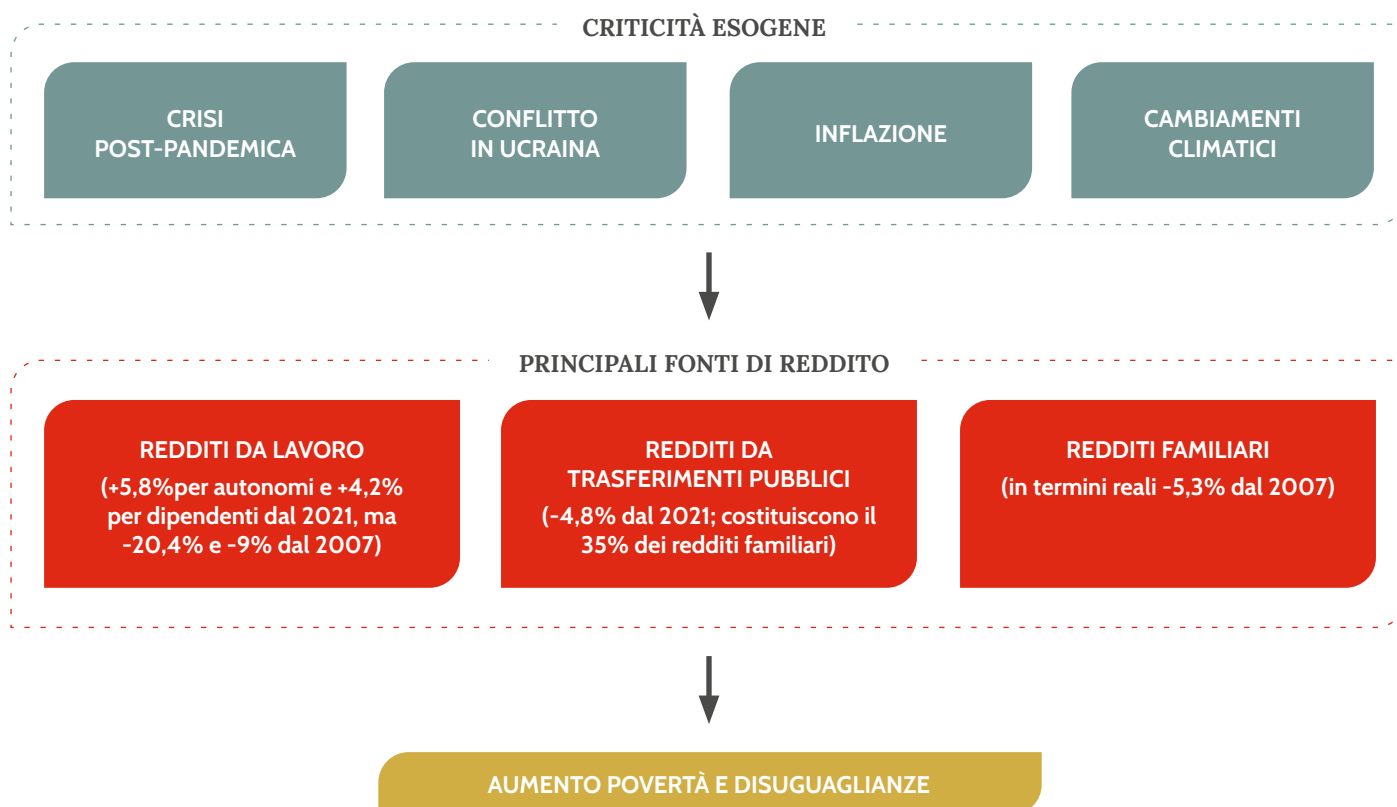 CRITICITÀ ESOGENE
CRISI
POST-PANDEMICA
CONFLITTO
IN UCRAINA
INFLAZIONE
CAMBIAMENTI
CLIMATICI
PRINCIPALI FONTI DI REDDITO
REDDITI DA LAVORO
(+5,8%per autonomi e +4,2%
per dipendenti dal 2021, ma
-20,4% e -9% dal 2007)
REDDITI DA
TRASFERIMENTI PUBBLICI
(-4,8% dal 2021; costituiscono il
35% dei redditi familiari)
REDDITI FAMILIARI
(in termini reali -5,3% dal 2007)
AUMENTO POVERTÀ E DISUGUAGLIANZE